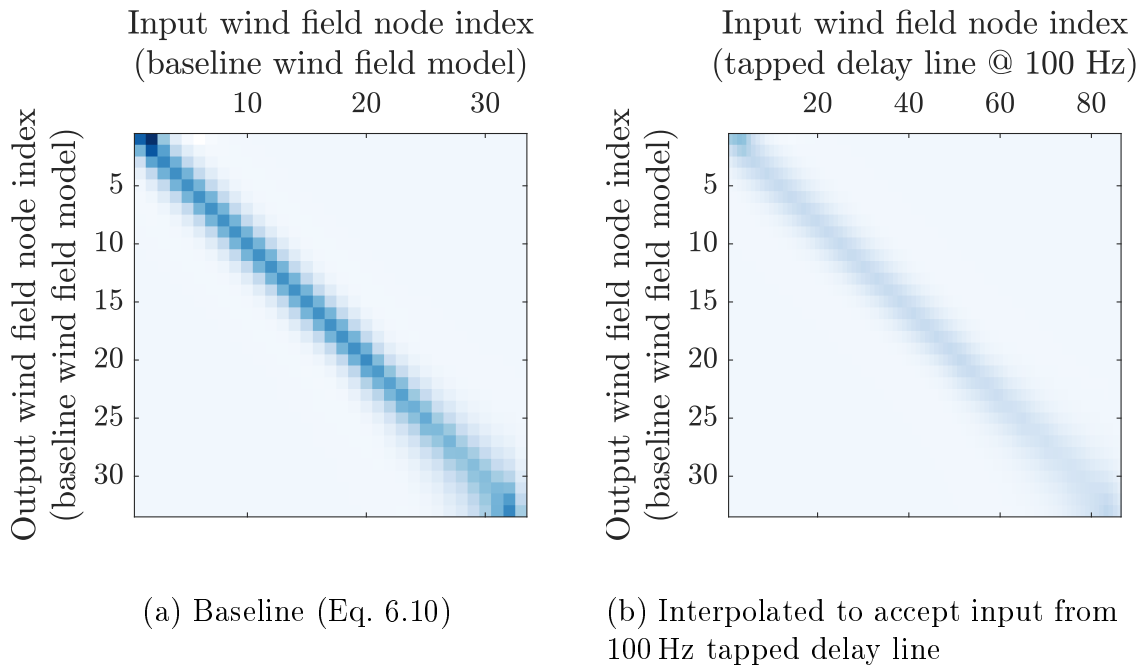 Input wind field node index
(baseline wind field model)
10 20 30
Output wind field node index
(baseline wind field model)
5
10
15
20
25
30
(a) Baseline (Eq. 6.10)
Input wind field node index
(tapped delay line @ 100 Hz)
20 40 60 80
Output wind field node index
(baseline wind field model)
5
10
15
20
25
30
(b) Interpolated to accept input from
100 Hz tapped delay line